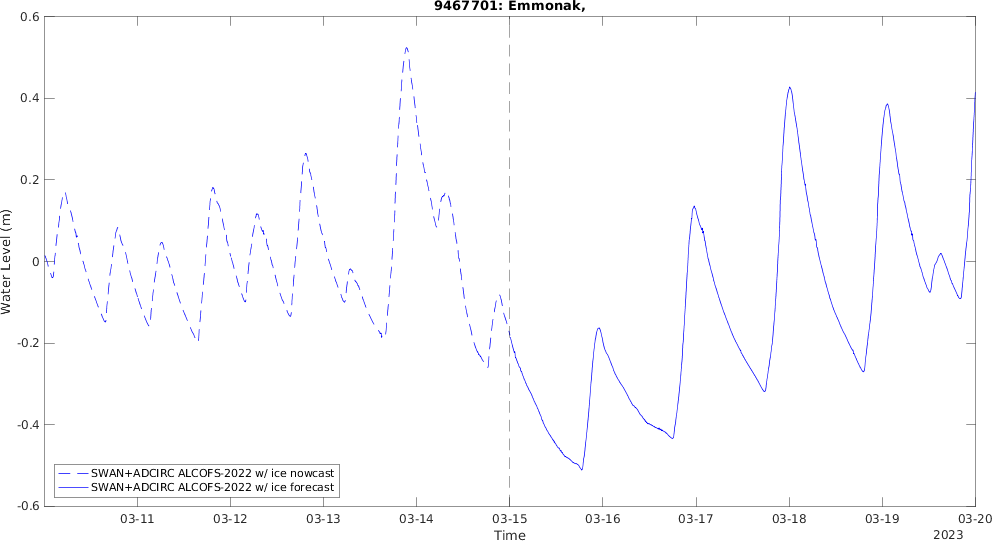 9467701: Emmonak,
0.6
0.4
0.2
0
-0.2
-0.4
-0.6
Water Level (m)
SWAN+ADCIRC ALCOFS-2022 w/ ice nowcast
SWAN+ADCIRC ALCOFS-2022 w/ ice forecast
03-11 03-12 03-13 03-14 03-15 03-16 03-17 03-18 03-19 03-20
Time
2023